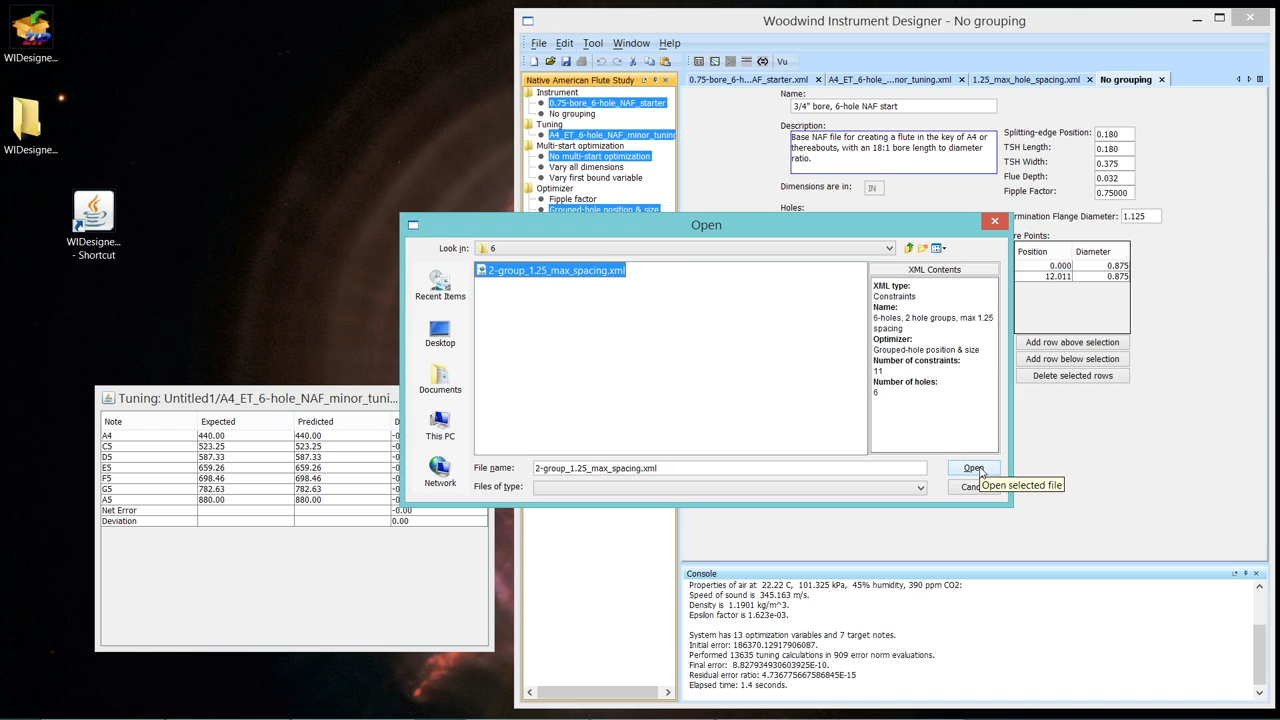 WIDesigne...
WIDesigne...
WIDesigne...
- Shortcut
Woodwind Instrument Designer - No grouping
File Edit Tool Window Help
Vu
Native American Flute Study
Instrument
0.75-bore_6-hole_NAF_starter
No grouping
Tuning
A4_ET_6-hole_NAF_minor_tuning
Multi-start optimization
No multi-start optimization
Vary all dimensions
Vary first bound variable
Optimizer
Fipple factor
Grouped-hole position & size
0.75-bore_6-h...AF_starter.xml
A4_ET_6-hole_...nor_tuning.xml
1.25_max_hole_spacing.xml
No grouping
Name:
3/4" bore, 6-hole NAF start
Description:
Base NAF file for creating a flute in the key of A4 or
thereabouts, with an 18:1 bore length to diameter
ratio.
Dimensions are in: IN
Holes:
Splitting-edge Position: 0.180
TSH Length: 0.180
TSH Width: 0.375
Flue Depth: 0.032
Fipple Factor: 0.75000
rmination Flange Diameter: 1.125
re Points:
Position Diameter
0.000 0.875
12.011 0.875
Add row above selection
Add row below selection
Delete selected rows
Open
Look in: 6
Recent Items
Desktop
Documents
This PC
Network
2-group_1.25_max_spacing.xml
XML Contents
XML type:
Constraints
Name:
6-holes, 2 hole groups, max 1.25
spacing
Optimizer:
Grouped-hole position & size
Number of constraints:
11
Number of holes:
6
File name: 2-group_1.25_max_spacing.xml
Open
Files of type:
Canc
Open selected file
Tuning: Untitled1/A4_ET_6-hole_NAF_minor_tuni...
Note Expected Predicted D
A4 440.00 440.00 -0
C5 523.25 523.25 -0
D5 587.33 587.33 -0
E5 659.26 659.26 -0
F5 698.46 698.46 -0
G5 782.63 782.63 -0
A5 880.00 880.00 -0
Net Error -0.00
Deviation 0.00
Console
Properties of air at 22.22 C, 101.325 kPa, 45% humidity, 390 ppm CO2:
Speed of sound is 345.163 m/s.
Density is 1.1901 kg/m^3.
Epsilon factor is 1.623e-03.
System has 13 optimization variables and 7 target notes.
Initial error: 186370.12917906087.
Performed 13635 tuning calculations in 909 error norm evaluations.
Final error: 8.827934930603925E-10.
Residual error ratio: 4.736775667586845E-15
Elapsed time: 1.4 seconds.